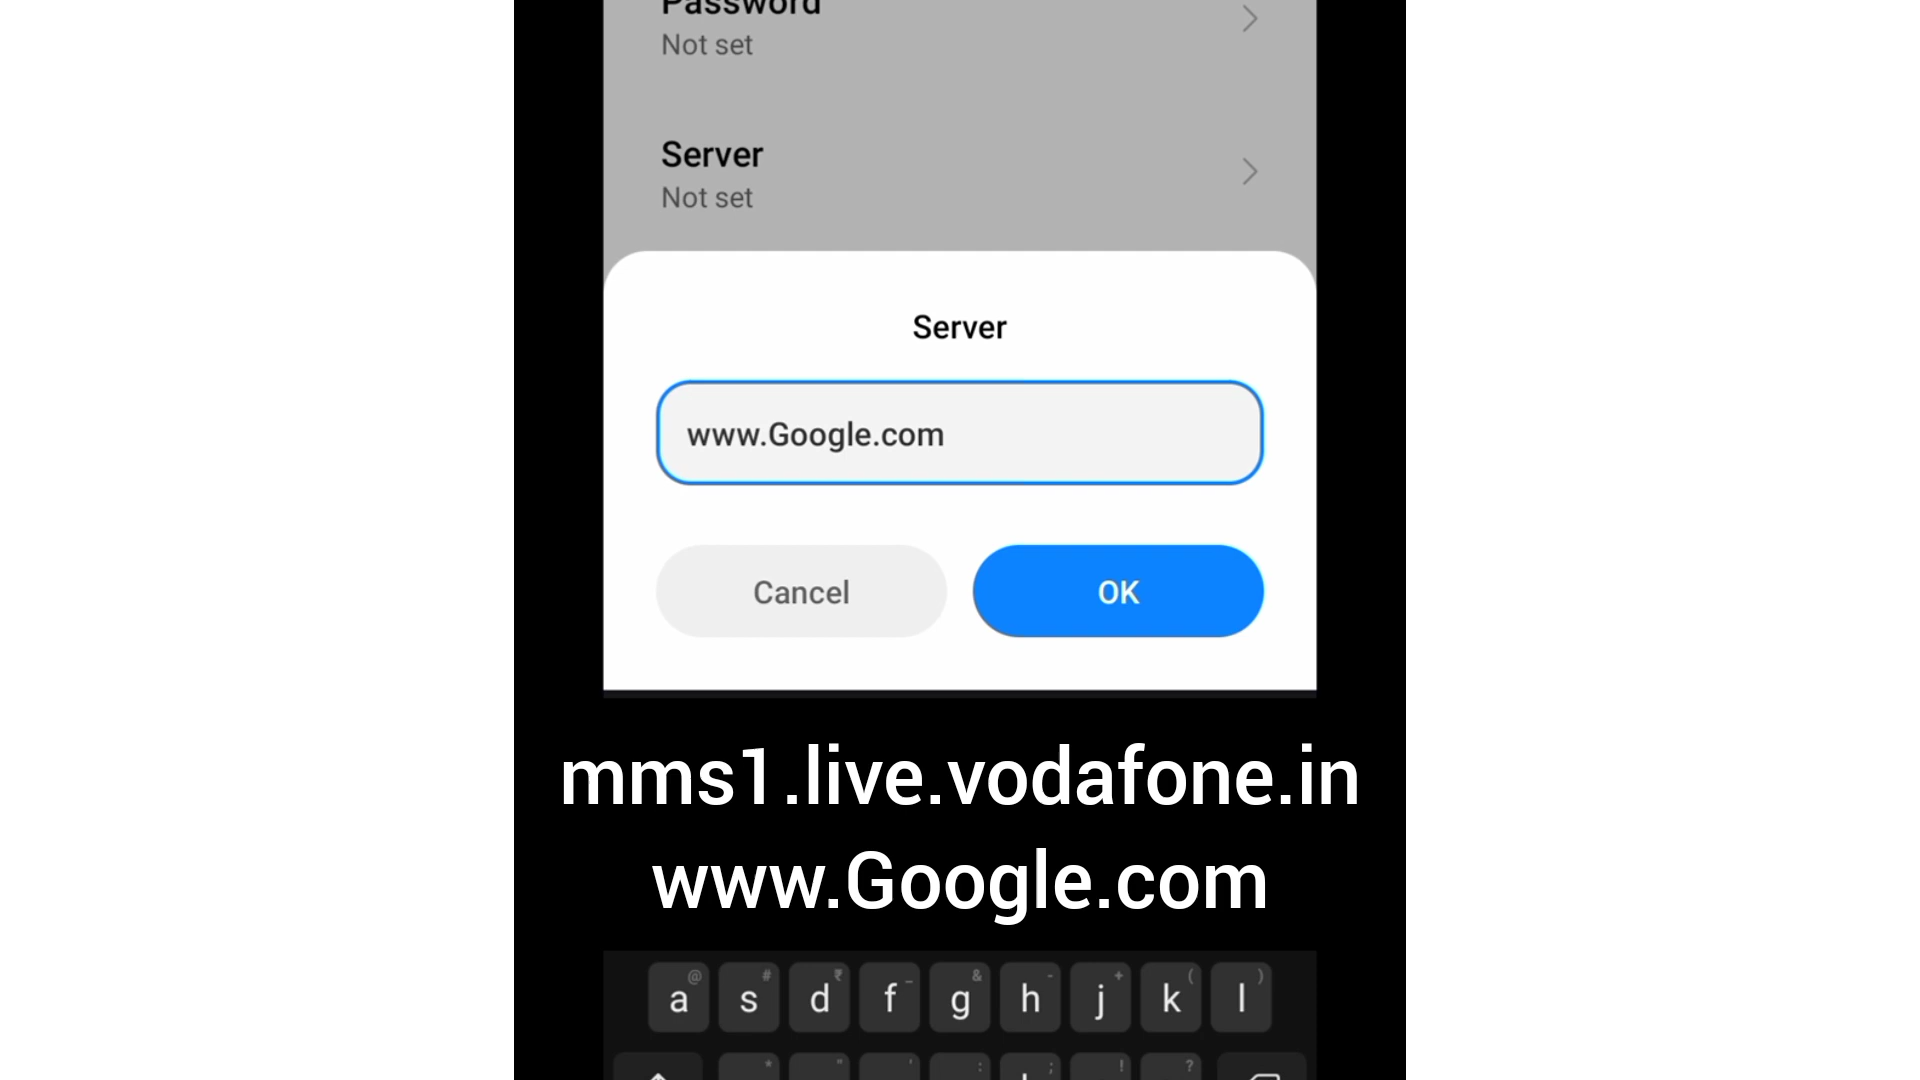 Password
Not set
Server
Not set
Server
www.Google.com
Cancel
OK
mms1.live.vodafone.in
www.Google.com
@ # ₹ _ & - + ( )
a s d f g h j k l
* " ' : ; ! ?